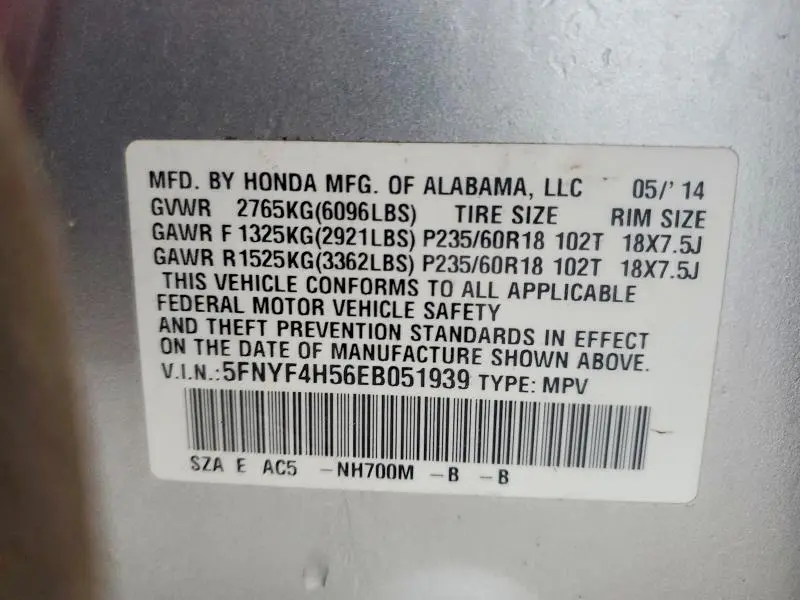 MFD. BY HONDA MFG. OF ALABAMA, LLC 05/'14
GVWR 2765KG(6096LBS) TIRE SIZE RIM SIZE
GAWR F 1325KG(2921LBS) P235/60R18 102T 18X7.5J
GAWR R1525KG(3362LBS) P235/60R18 102T 18X7.5J
THIS VEHICLE CONFORMS TO ALL APPLICABLE
FEDERAL MOTOR VEHICLE SAFETY
AND THEFT PREVENTION STANDARDS IN EFFECT
ON THE DATE OF MANUFACTURE SHOWN ABOVE.
V.I.N.:5FNYF4H56EB051939 TYPE: MPV
SZA E AC5 -NH700M -B -B